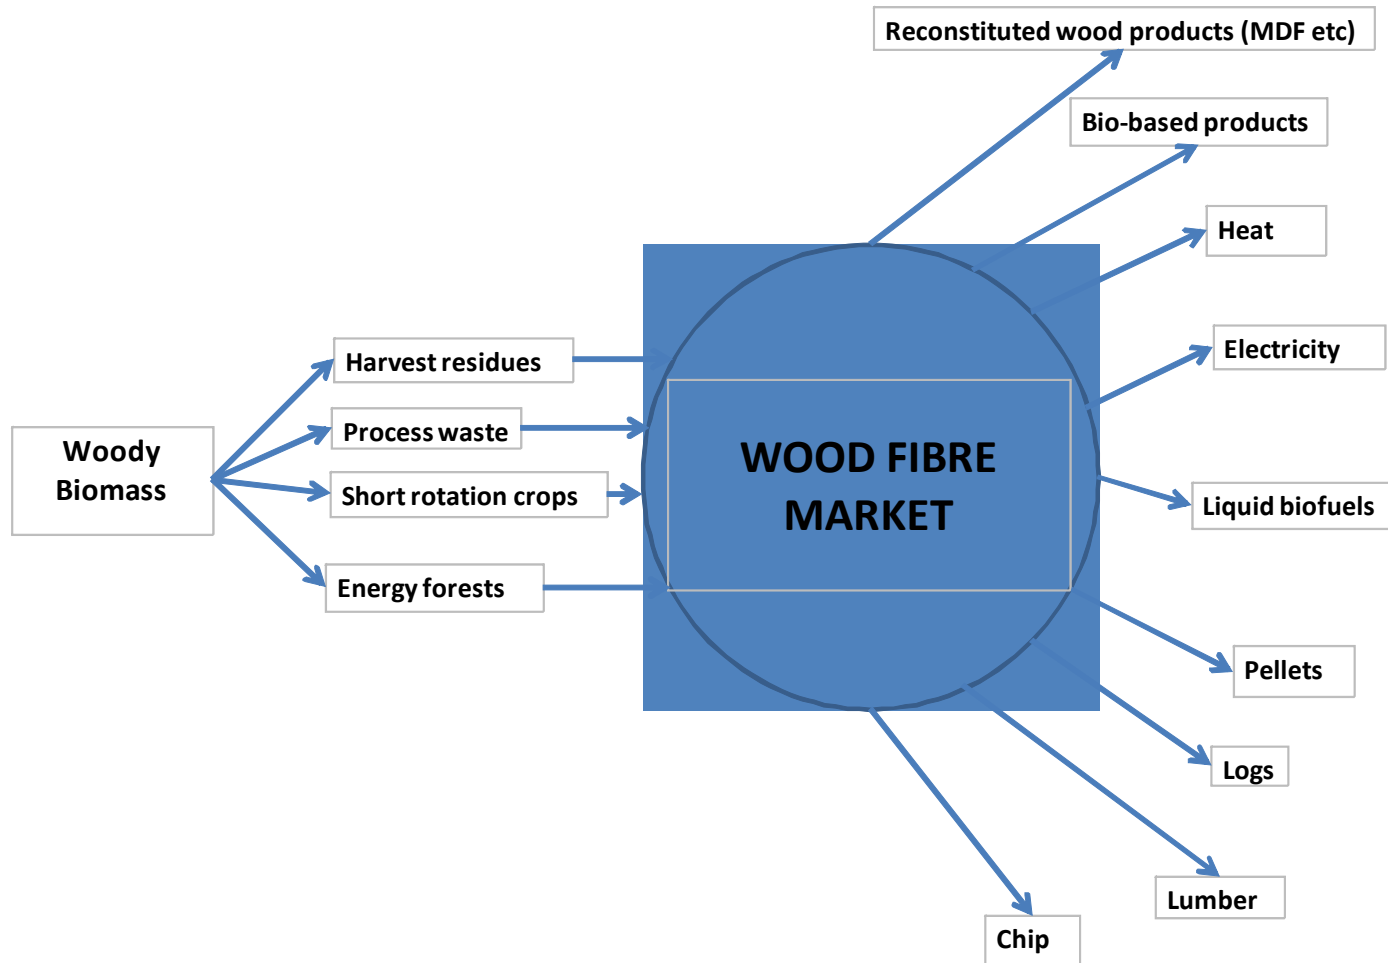 Reconstituted wood products (MDF etc)
Bio-based products
Heat
Electricity
Liquid biofuels
Pellets
Logs
Lumber
Chip
Woody
Biomass
Harvest residues
Process waste
Short rotation crops
Energy forests
WOOD FIBRE
MARKET